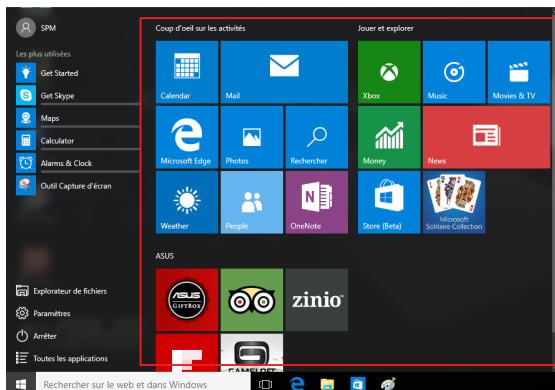 SPM
Les plus utilisées
Get Started
Get Skype
Maps
Calculator
Alarms & Clock
Outil Capture d'écran
Explorateur de fichiers
Paramètres
Arrêter
Toutes les applications
Coup d'oeil sur les activités
Calendar
Mail
Microsoft Edge
Photos
Rechercher
Weather
People
OneNote
Jouer et explorer
Xbox
Music
Movies & TV
Money
News
Store (Beta)
Microsoft
Solitaire Collection
ASUS
ASUS
GIFTBOX
zinio
GAMELOFT
Rechercher sur le web et dans Windows